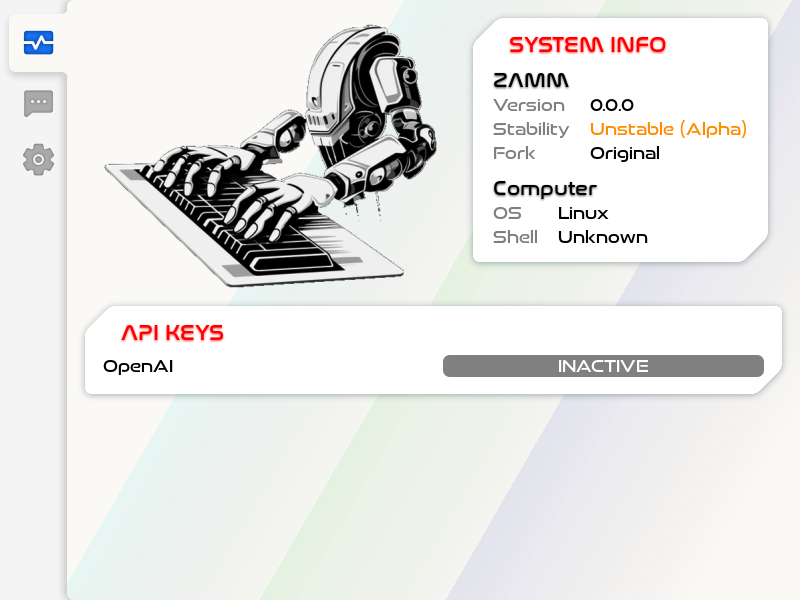 SYSTEM INFO
ZAMM
Version 0.0.0
Stability Unstable (Alpha)
Fork Original
Computer
OS Linux
Shell Unknown
API KEYS
OpenAI INACTIVE